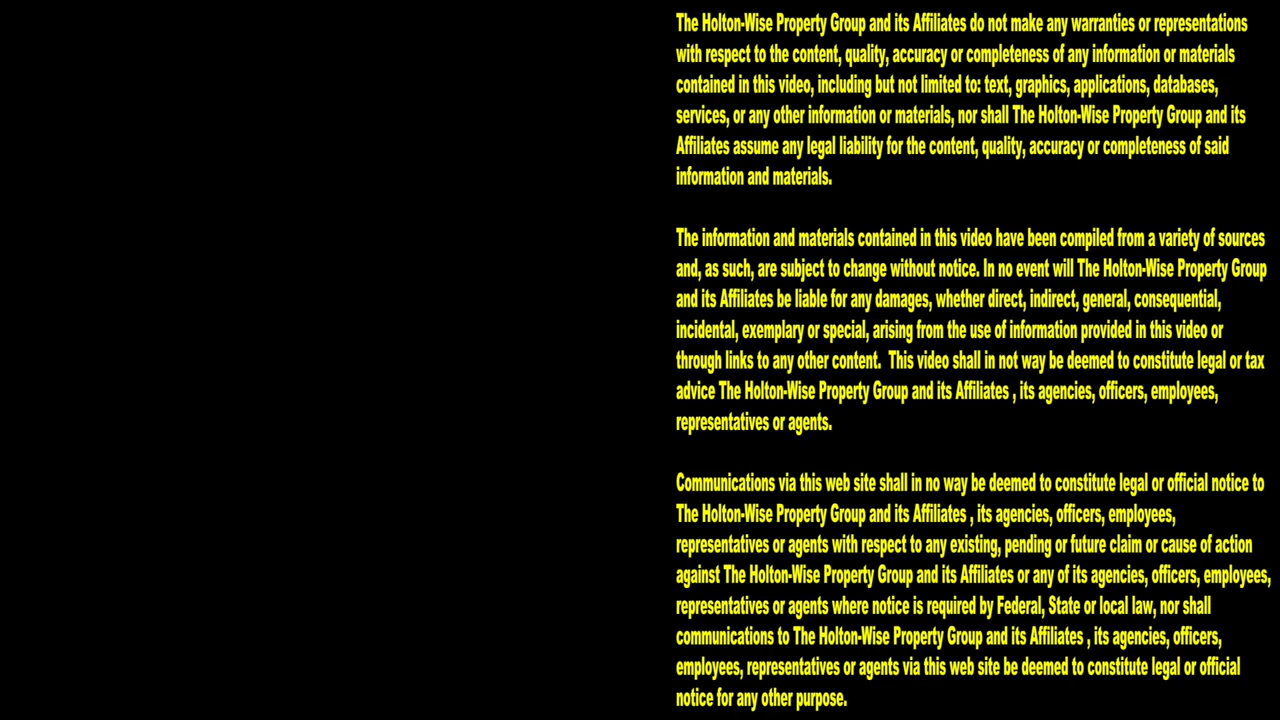 The Holton-Wise Property Group and its Affiliates do not make any warranties or representations
with respect to the content, quality, accuracy or completeness of any information or materials
contained in this video, including but not limited to: text, graphics, applications, databases,
services, or any other information or materials, nor shall The Holton-Wise Property Group and its
Affiliates assume any legal liability for the content, quality, accuracy or completeness of said
information and materials.
The information and materials contained in this video have been compiled from a variety of sources
and, as such, are subject to change without notice. In no event will The Holton-Wise Property Group
and its Affiliates be liable for any damages, whether direct, indirect, general, consequential,
incidental, exemplary or special, arising from the use of information provided in this video or
through links to any other content.  This video shall in not way be deemed to constitute legal or tax
advice The Holton-Wise Property Group and its Affiliates , its agencies, officers, employees,
representatives or agents.
Communications via this web site shall in no way be deemed to constitute legal or official notice to
The Holton-Wise Property Group and its Affiliates , its agencies, officers, employees,
representatives or agents with respect to any existing, pending or future claim or cause of action
against The Holton-Wise Property Group and its Affiliates or any of its agencies, officers, employees,
representatives or agents where notice is required by Federal, State or local law, nor shall
communications to The Holton-Wise Property Group and its Affiliates , its agencies, officers,
employees, representatives or agents via this web site be deemed to constitute legal or official
notice for any other purpose.